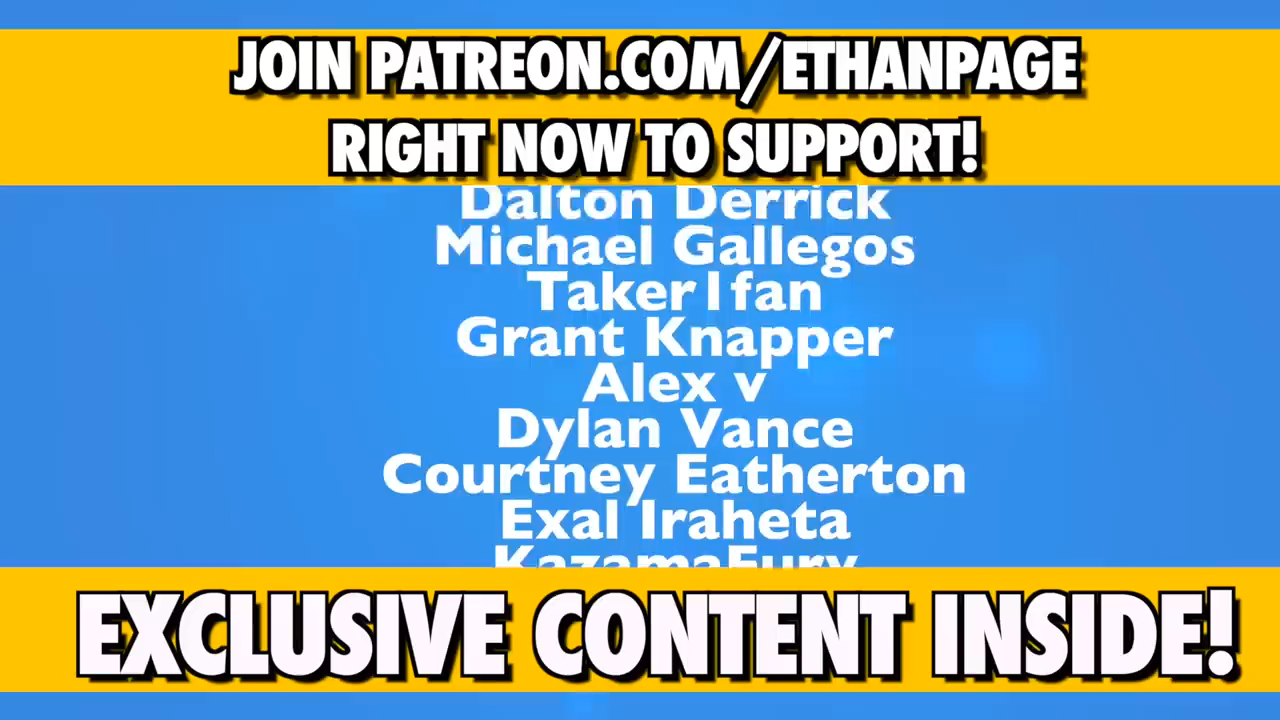 JOIN PATREON.COM/ETHANPAGE
RIGHT NOW TO SUPPORT!
Dalton Derrick
Michael Gallegos
Taker1fan
Grant Knapper
Alex v
Dylan Vance
Courtney Eatherton
Exal Iraheta
KazamaFury
EXCLUSIVE CONTENT INSIDE!